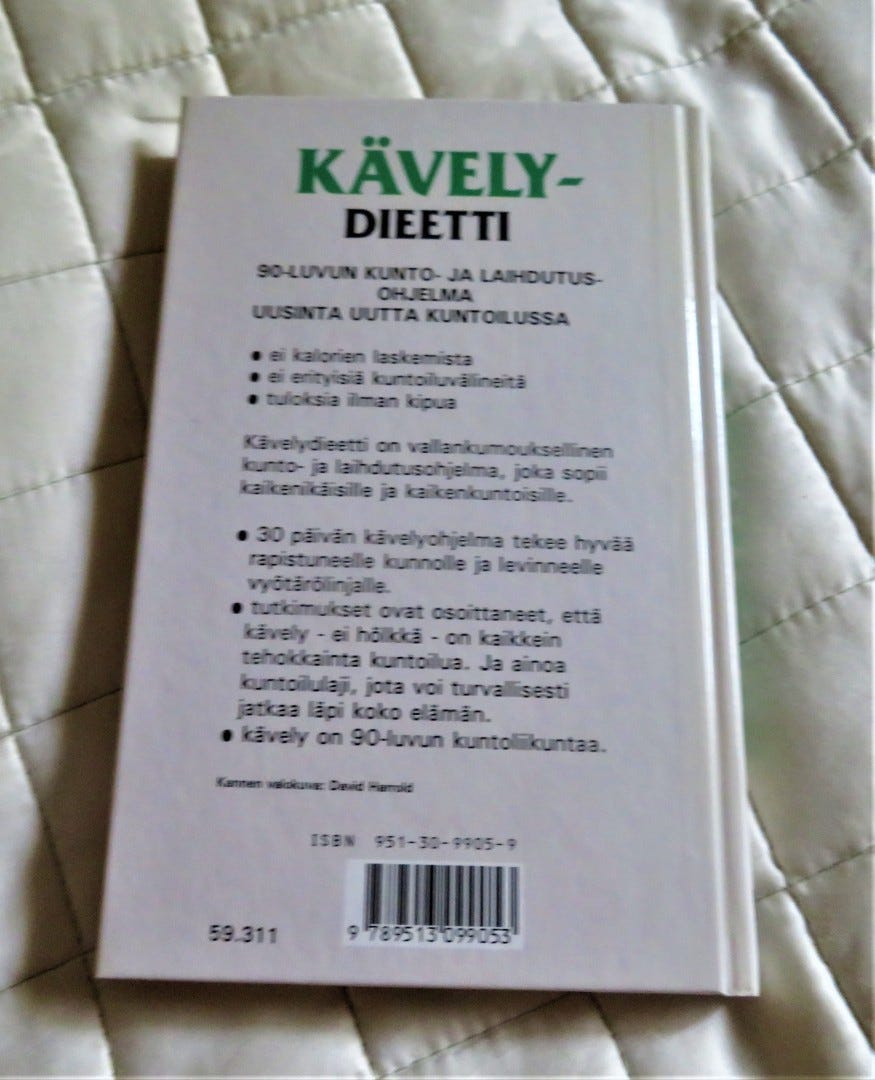 KÄVELY-
DIEETTI
90-LUVUN KUNTO- JA LAIHDUTUS-
OHJELMA
UUSINTA UUTTA KUNTOILUSSA
• ei kalorien laskemista
• ei erityisiä kuntoiluvälineitä
• tuloksia ilman kipua
Kävelydieetti on vallankumouksellinen
kunto- ja laihdutusohjelma, joka sopii
kaikenikäisille ja kaikenkuntoisille.
• 30 päivän kävelyohjelma tekee hyvää
rapistuneelle kunnolle ja levinneelle
vyötärölinjalle.
• tutkimukset ovat osoittaneet, että
kävely - ei hölkkä - on kaikkein
tehokkainta kuntoilua. Ja ainoa
kuntoilulaji, jota voi turvallisesti
jatkaa läpi koko elämän.
• kävely on 90-luvun kuntoliikuntaa.
Kannen valokuva: David Harrold
ISBN 951-30-9905-9
59.311
9 789513 099053